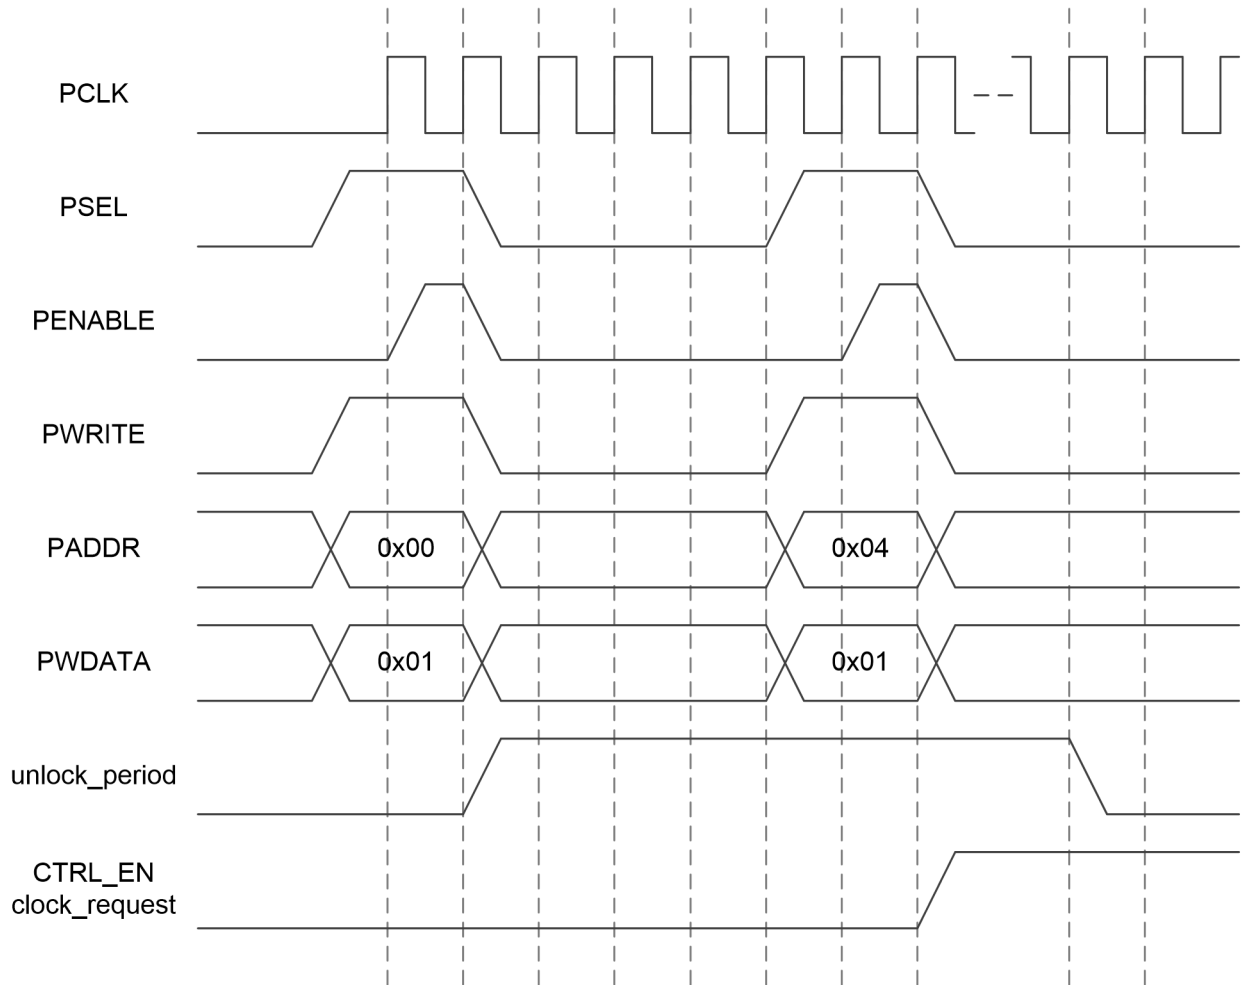 PCLK
PSEL
PENABLE
PWRITE
PADDR 0x00 0x04
PWDATA 0x01 0x01
unlock_period
CTRL_EN
clock_request